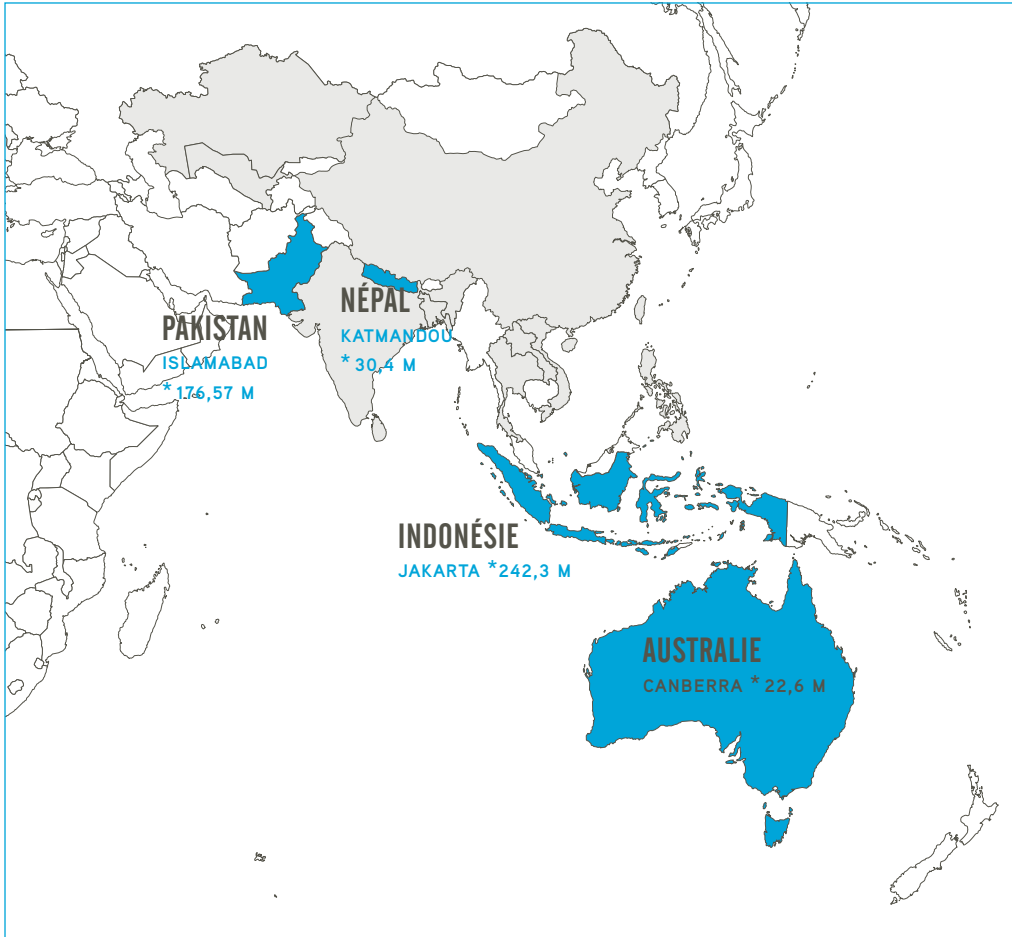 PAKISTAN
ISLAMABAD
*176,57 M
NÉPAL
KATMANDOU
*30,4 M
INDONÉSIE
JAKARTA *242,3 M
AUSTRALIE
CANBERRA *22,6 M